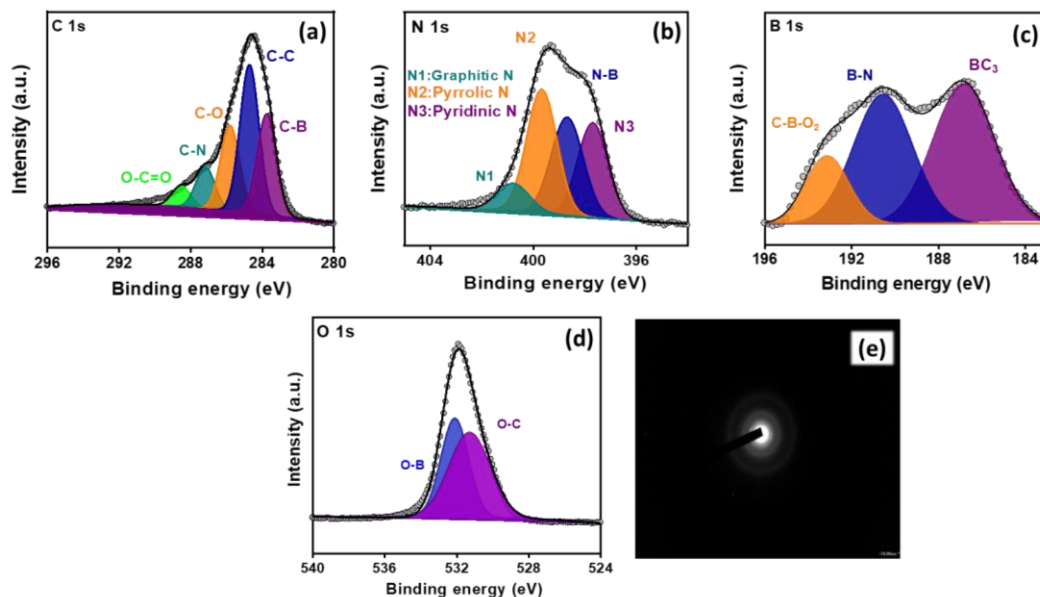 C 1s
(a)
C-C
C-O
C-B
C-N
O-C=O
Intensity (a.u.)
296 292 288 284 280
Binding energy (eV)
N 1s
(b)
N2
N1:Graphitic N
N2:Pyrrolic N
N3:Pyridinic N
N-B
N3
N1
Intensity (a.u.)
404 400 396
Binding energy (eV)
B 1s
(c)
BC₃
B-N
C-B-O₂
Intensity (a.u.)
196 192 188 184
Binding energy (eV)
O 1s
(d)
O-C
O-B
Intensity (a.u.)
540 536 532 528 524
Binding energy (eV)
(e)